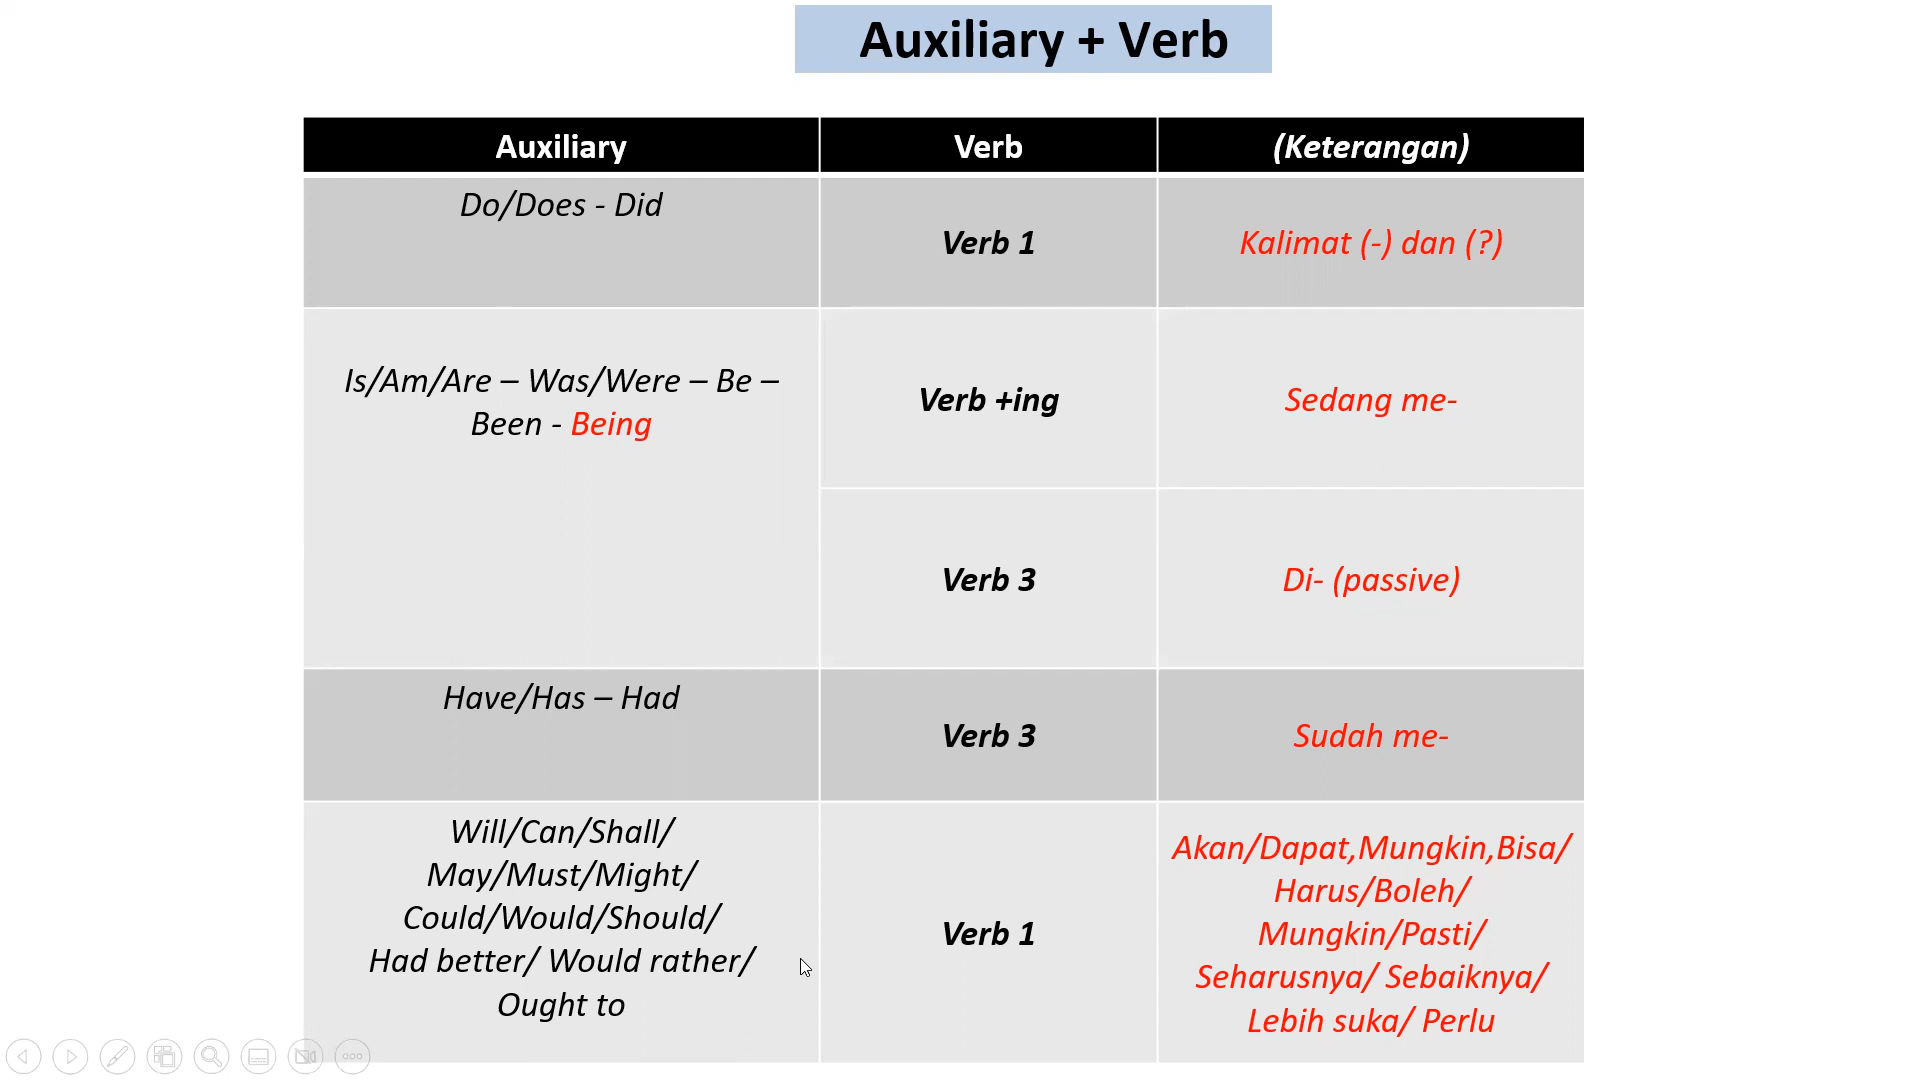 Auxiliary + Verb
Auxiliary
Verb
(Keterangan)
Do/Does - Did
Verb 1
Kalimat (-) dan (?)
Is/Am/Are – Was/Were – Be –
Been - Being
Verb +ing
Sedang me-
Verb 3
Di- (passive)
Have/Has – Had
Verb 3
Sudah me-
Will/Can/Shall/
May/Must/Might/
Could/Would/Should/
Had better/ Would rather/
Ought to
Verb 1
Akan/Dapat,Mungkin,Bisa/
Harus/Boleh/
Mungkin/Pasti/
Seharusnya/ Sebaiknya/
Lebih suka/ Perlu